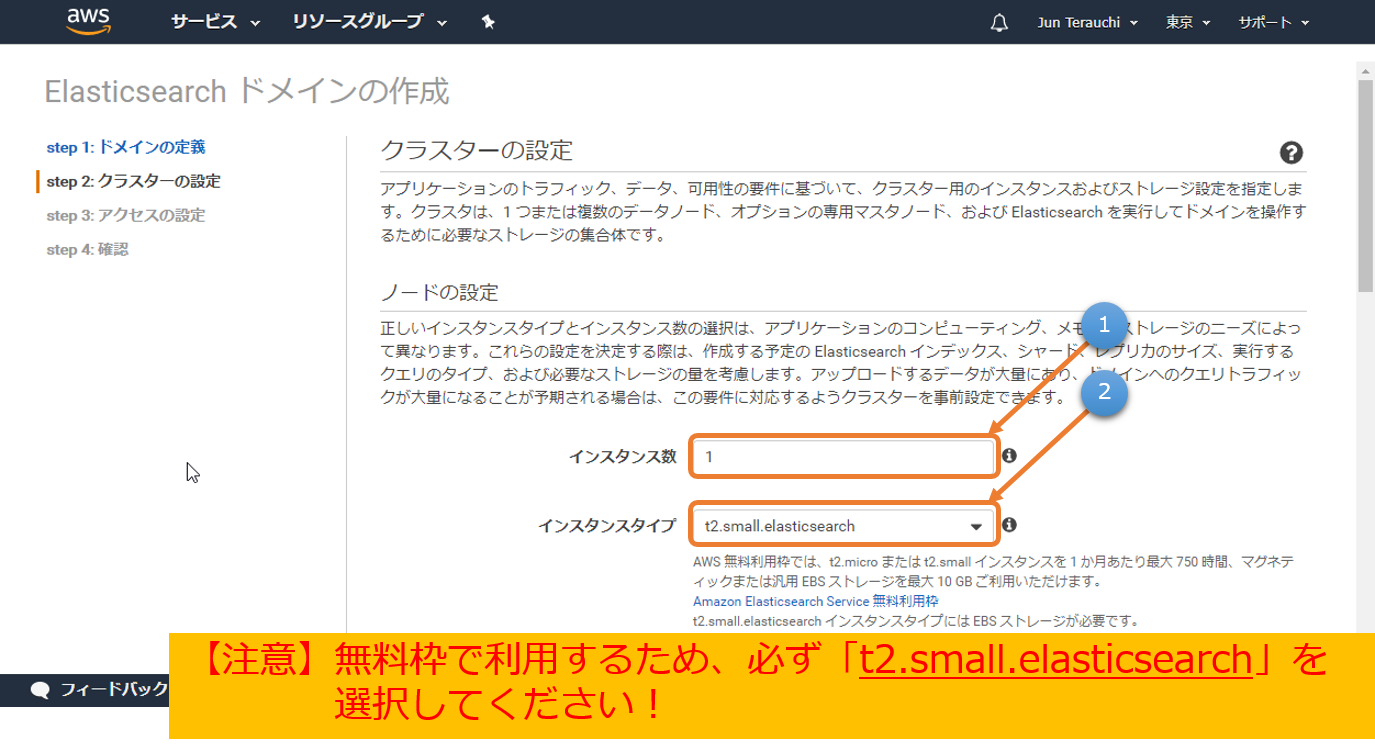 aws サービス リソースグループ Jun Terauchi 東京 サポート
Elasticsearch ドメインの作成
step 1: ドメインの定義
step 2: クラスターの設定
step 3: アクセスの設定
step 4: 確認
クラスターの設定
アプリケーションのトラフィック、データ、可用性の要件に基づいて、クラスター用のインスタンスおよびストレージ設定を指定しま
す。クラスタは、1 つまたは複数のデータノード、オプションの専用マスタノード、および Elasticsearch を実行してドメインを操作す
るために必要なストレージの集合体です。
ノードの設定
正しいインスタンスタイプとインスタンス数の選択は、アプリケーションのコンピューティング、メモ ストレージのニーズによっ
て異なります。これらの設定を決定する際は、作成する予定の Elasticsearch インデックス、シャード、レプリカのサイズ、実行する
クエリのタイプ、および必要なストレージの量を考慮します。アップロードするデータが大量にあり、ドメインへのクエリトラフィッ
クが大量になることが予期される場合は、この要件に対応するようクラスターを事前設定できます。
1
2
インスタンス数 1
インスタンスタイプ t2.small.elasticsearch
AWS 無料利用枠では、t2.micro または t2.small インスタンスを 1 か月あたり最大 750 時間、マグネテ
ィックまたは汎用 EBS ストレージを最大 10 GB ご利用いただけます。
Amazon Elasticsearch Service 無料利用枠
t2.small.elasticsearch インスタンスタイプには EBS ストレージが必要です。
【注意】無料枠で利用するため、必ず「t2.small.elasticsearch」を
選択してください！
フィードバック